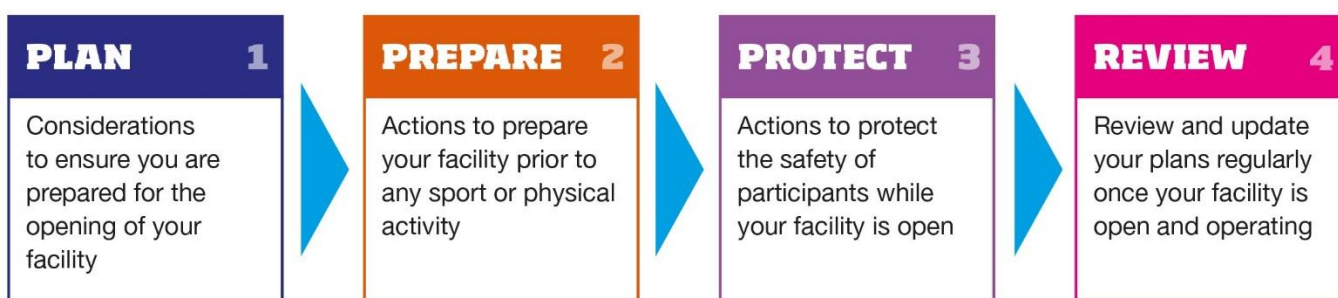 PLAN 1
Considerations
to ensure you are
prepared for the
opening of your
facility
PREPARE 2
Actions to prepare
your facility prior to
any sport or physical
activity
PROTECT 3
Actions to protect
the safety of
participants while
your facility is open
REVIEW 4
Review and update
your plans regularly
once your facility is
open and operating